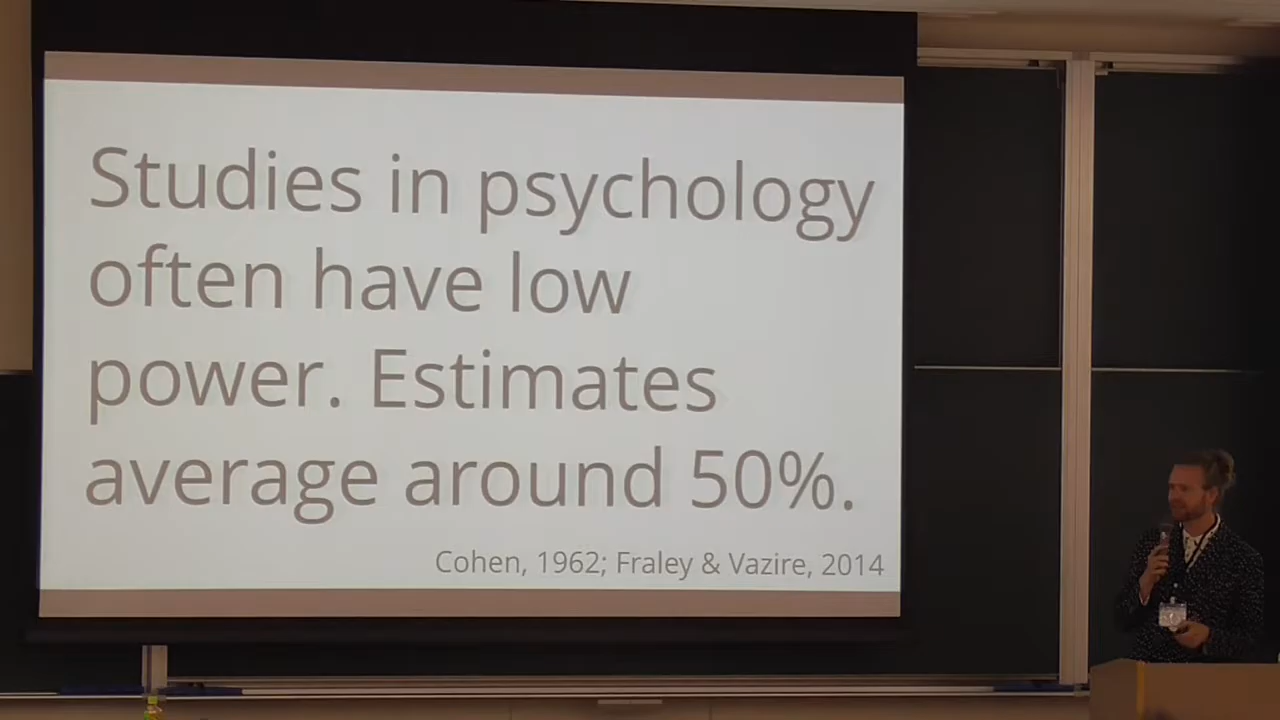 Studies in psychology
often have low
power. Estimates
average around 50%.
Cohen, 1962; Fraley & Vazire, 2014